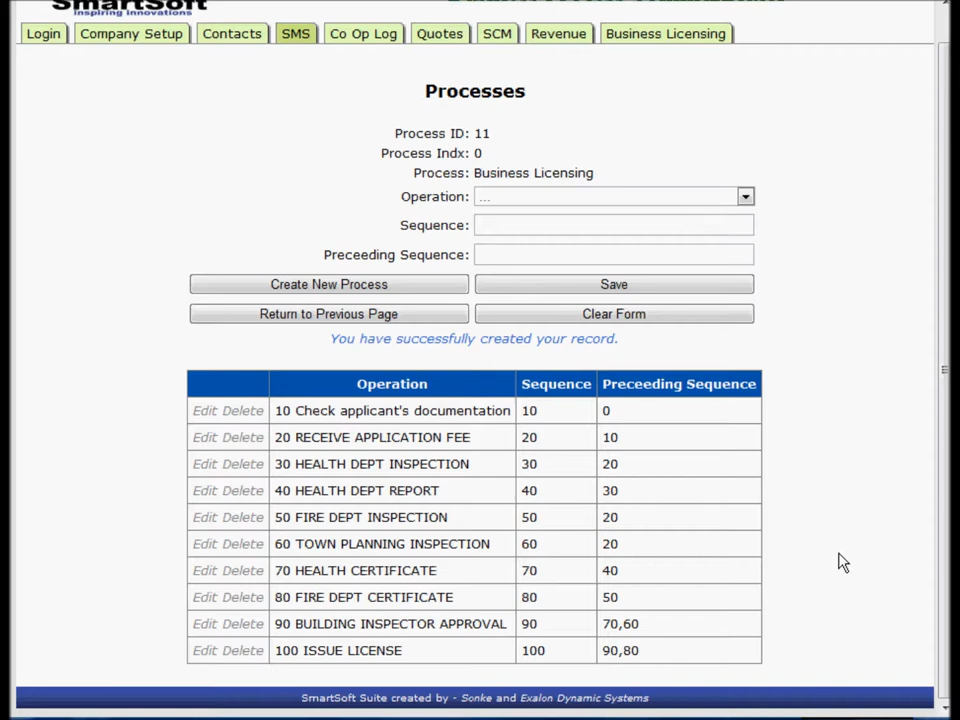 SmartSoft
inspiring innovations
Login Company Setup Contacts SMS Co Op Log Quotes SCM Revenue Business Licensing
Processes
Process ID: 11
Process Indx: 0
Process: Business Licensing
Operation: ...
Sequence:
Preceeding Sequence:
Create New Process Save
Return to Previous Page Clear Form
You have successfully created your record.
Operation Sequence Preceeding Sequence
Edit Delete 10 Check applicant's documentation 10 0
Edit Delete 20 RECEIVE APPLICATION FEE 20 10
Edit Delete 30 HEALTH DEPT INSPECTION 30 20
Edit Delete 40 HEALTH DEPT REPORT 40 30
Edit Delete 50 FIRE DEPT INSPECTION 50 20
Edit Delete 60 TOWN PLANNING INSPECTION 60 20
Edit Delete 70 HEALTH CERTIFICATE 70 40
Edit Delete 80 FIRE DEPT CERTIFICATE 80 50
Edit Delete 90 BUILDING INSPECTOR APPROVAL 90 70,60
Edit Delete 100 ISSUE LICENSE 100 90,80
SmartSoft Suite created by - Sonke and Exalon Dynamic Systems